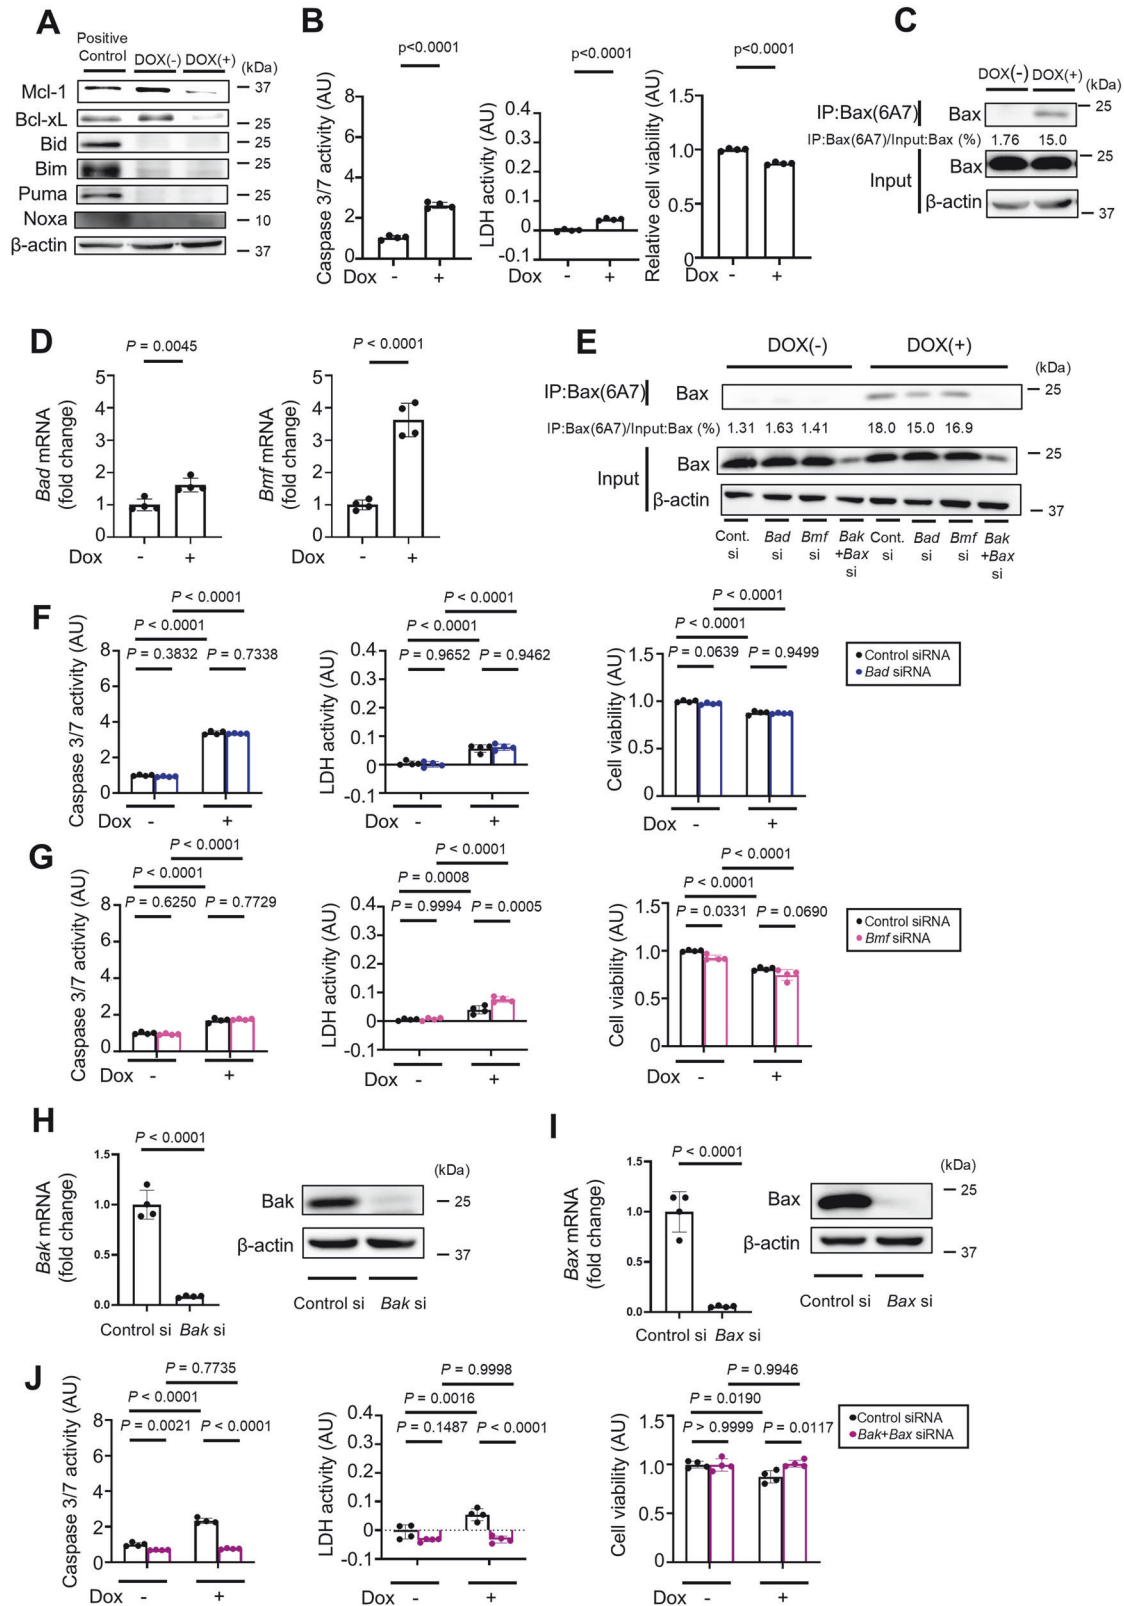 A
Positive
Control
DOX(-) DOX(+)
(kDa)
Mcl-1
37
Bcl-xL
25
Bid
25
Bim
25
Puma
25
Noxa
10
β-actin
37
B
p<0.0001
Caspase 3/7 activity (AU)
8
6
4
2
0
Dox - +
p<0.0001
LDH activity (AU)
0.4
0.3
0.2
0.1
0
-0.1
Dox - +
p<0.0001
Relative cell viability (AU)
1.5
1.0
0.5
0
Dox - +
C
DOX(-) DOX(+)
(kDa)
IP:Bax(6A7) Bax
25
IP:Bax(6A7)/Input:Bax (%) 1.76 15.0
Input
Bax
25
β-actin
37
D
P = 0.0045
Bad mRNA
(fold change)
5
4
3
2
1
0
Dox - +
P < 0.0001
Bmf mRNA
(fold change)
5
4
3
2
1
0
Dox - +
E
DOX(-) DOX(+)
(kDa)
IP:Bax(6A7) Bax
25
IP:Bax(6A7)/Input:Bax (%) 1.31 1.63 1.41 18.0 15.0 16.9
Input
Bax
25
β-actin
37
Cont. Bad Bmf Bak Cont. Bad Bmf Bak
si si si +Bax si si si +Bax
si si
F
P < 0.0001
P < 0.0001
P = 0.3832 P = 0.7338
Caspase 3/7 activity (AU)
8
6
4
2
0
Dox - +
P < 0.0001
P < 0.0001
P = 0.9652 P = 0.9462
LDH activity (AU)
0.4
0.3
0.2
0.1
0
-0.1
Dox - +
P < 0.0001
P < 0.0001
P = 0.0639 P = 0.9499
Cell viability (AU)
1.5
1.0
0.5
0
Dox - +
Control siRNA
Bad siRNA
G
P < 0.0001
P < 0.0001
P = 0.6250 P = 0.7729
Caspase 3/7 activity (AU)
8
6
4
2
0
Dox - +
P < 0.0001
P = 0.0008
P = 0.9994 P = 0.0005
LDH activity (AU)
0.4
0.3
0.2
0.1
0
-0.1
Dox - +
P < 0.0001
P < 0.0001
P = 0.0331 P = 0.0690
Cell viability (AU)
1.5
1.0
0.5
0
Dox - +
Control siRNA
Bmf siRNA
H
P < 0.0001
Bak mRNA
(fold change)
1.5
1.0
0.5
0.0
Control si Bak si
(kDa)
Bak
25
β-actin
37
Control si Bak si
I
P < 0.0001
Bax mRNA
(fold change)
1.5
1.0
0.5
0.0
Control si Bax si
(kDa)
Bax
25
β-actin
37
Control si Bax si
J
P = 0.7735
P < 0.0001
P = 0.0021 P < 0.0001
Caspase 3/7 activity (AU)
8
6
4
2
0
Dox - +
P = 0.9998
P = 0.0016
P = 0.1487 P < 0.0001
LDH activity (AU)
0.4
0.3
0.2
0.1
0
-0.1
Dox - +
P = 0.9946
P = 0.0190
P > 0.9999 P = 0.0117
Cell viability (AU)
1.5
1.0
0.5
0
Dox - +
Control siRNA
Bak+Bax siRNA